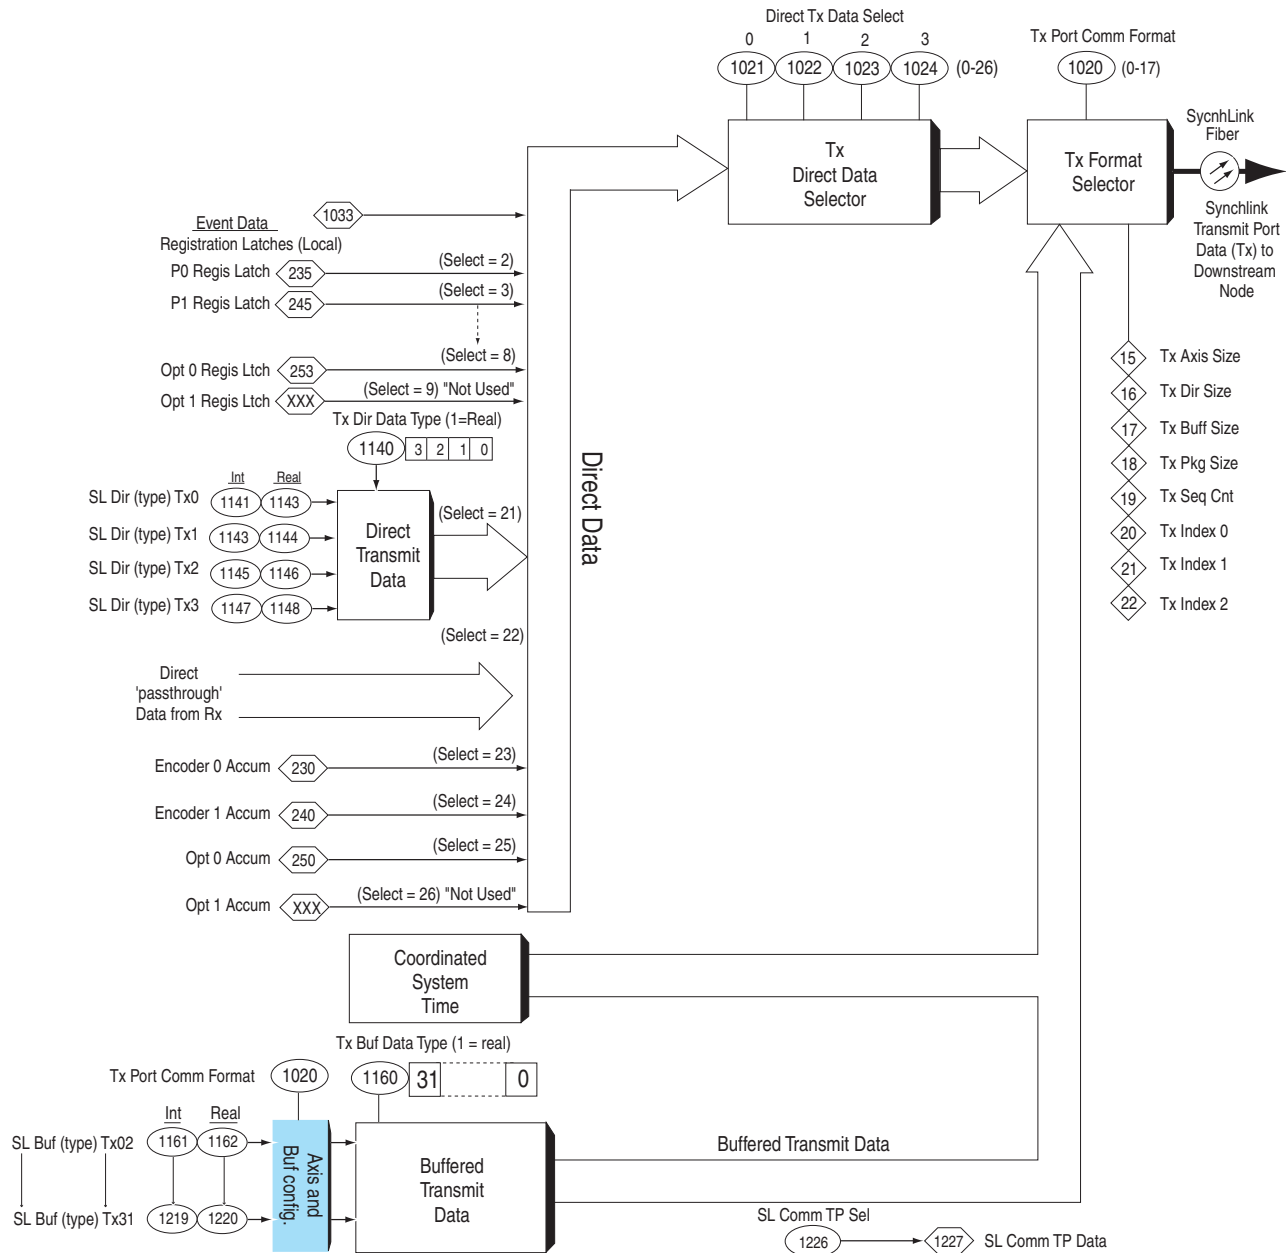 Direct Tx Data Select
0 1 2 3
1021 1022 1023 1024 (0-26)
Tx Port Comm Format
1020 (0-17)
Tx
Direct Data
Selector
Tx Format
Selector
SycnhLink
Fiber
Synchlink
Transmit Port
Data (Tx) to
Downstream
Node
1033
Event Data
Registration Latches (Local)
P0 Regis Latch 235 (Select = 2)
P1 Regis Latch 245 (Select = 3)
Opt 0 Regis Ltch 253 (Select = 8)
Opt 1 Regis Ltch XXX (Select = 9) "Not Used"
Tx Dir Data Type (1=Real)
1140 3 2 1 0
Int Real
SL Dir (type) Tx0 1141 1143
SL Dir (type) Tx1 1143 1144
SL Dir (type) Tx2 1145 1146
SL Dir (type) Tx3 1147 1148
Direct
Transmit
Data
(Select = 21)
(Select = 22)
Direct
'passthrough'
Data from Rx
Direct Data
15 Tx Axis Size
16 Tx Dir Size
17 Tx Buff Size
18 Tx Pkg Size
19 Tx Seq Cnt
20 Tx Index 0
21 Tx Index 1
22 Tx Index 2
Encoder 0 Accum 230 (Select = 23)
Encoder 1 Accum 240 (Select = 24)
Opt 0 Accum 250 (Select = 25)
Opt 1 Accum XXX (Select = 26) "Not Used"
Coordinated
System
Time
Tx Buf Data Type (1 = real)
Tx Port Comm Format 1020 1160 31 0
Int Real
SL Buf (type) Tx02 1161 1162
SL Buf (type) Tx31 1219 1220
Axis and
Buf config.
Buffered
Transmit
Data
Buffered Transmit Data
SL Comm TP Sel
1226 1227 SL Comm TP Data